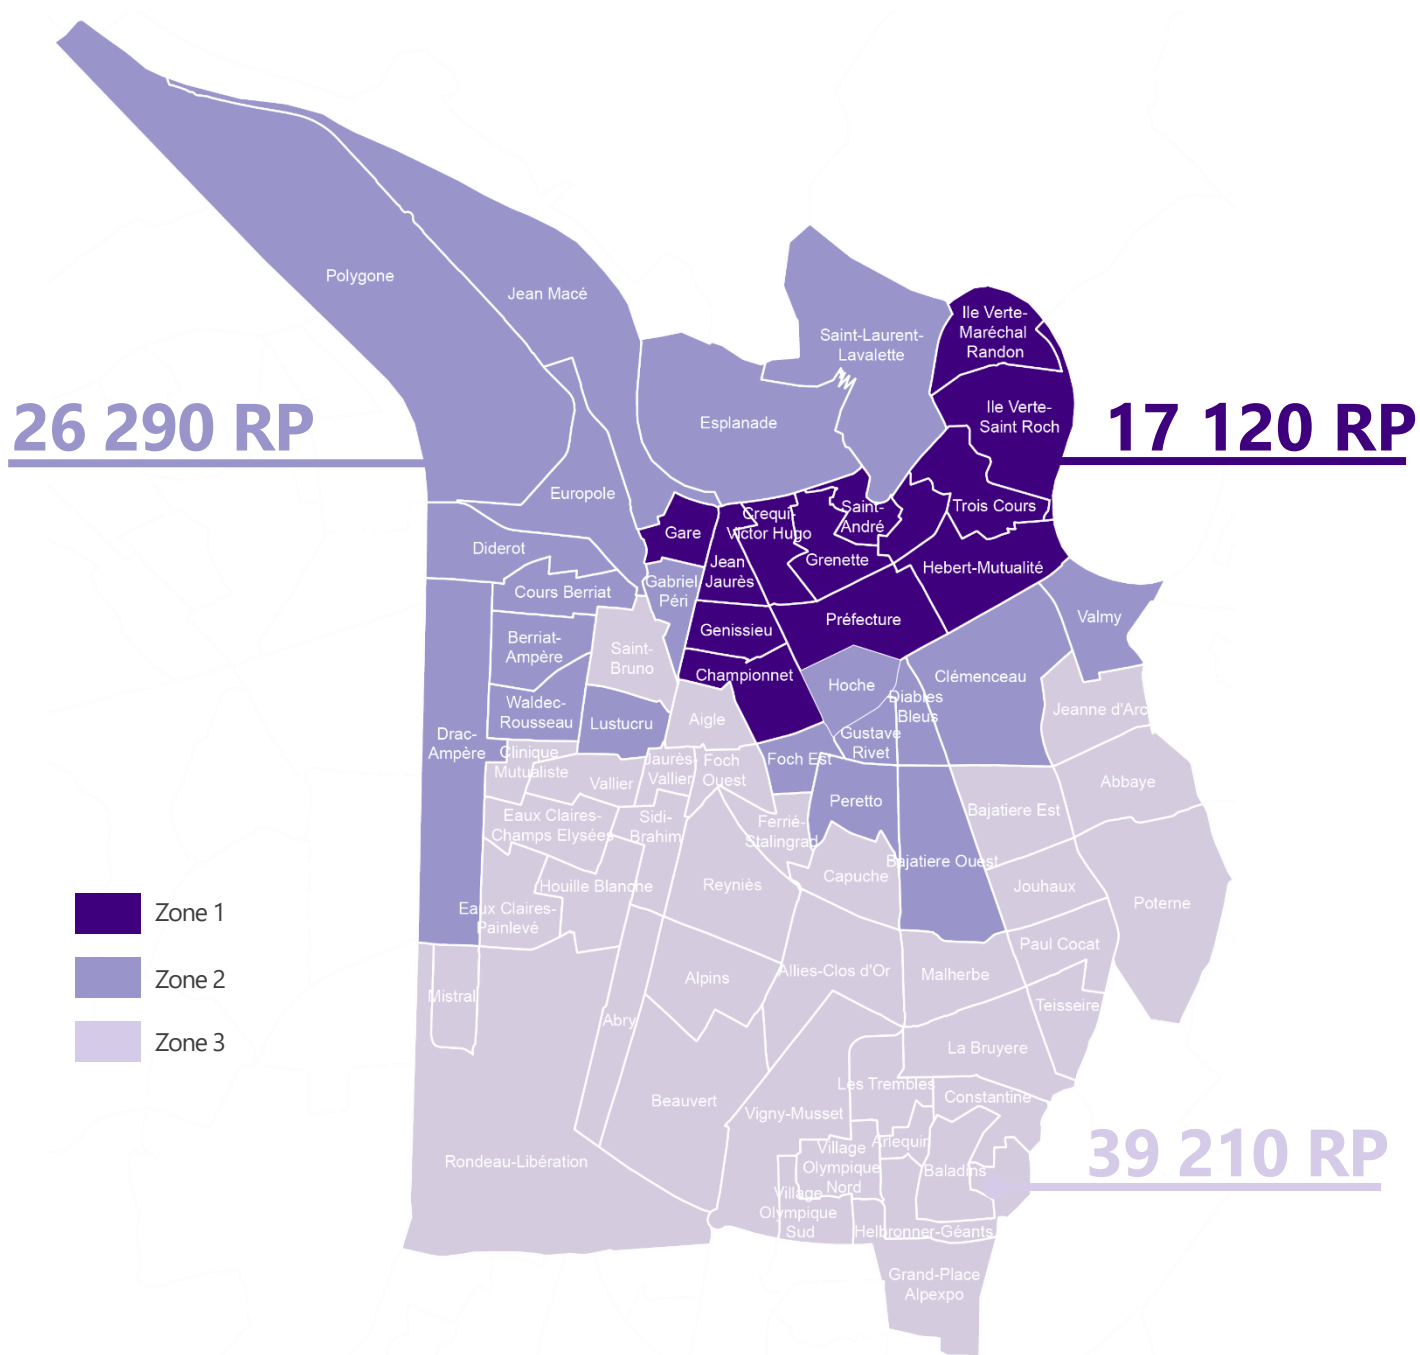 Polygone
Jean Macé
Saint-Laurent-
Lavalette
Ile Verte-
Maréchal
Randon
Esplanade
Ile Verte-
Saint Roch
26 290 RP
17 120 RP
Europole
Crequi-
Victor Hugo
Saint-
André
Trois Cours
Gare
Diderot
Jean
Jaurès
Grenette
Hebert-Mutualité
Cours Berriat
Gabriel
Péri
Préfecture
Valmy
Berriat-
Ampère
Saint-
Bruno
Genissieu
Championnet
Hoche
Clémenceau
Waldec-
Rousseau
Lustucru
Aigle
Diables
Bleus
Jeanne d'Arc
Drac-
Ampère
Gustave
Rivet
Clinique
Mutualiste
Vallier
Jaurès-
Vallier
Foch
Ouest
Foch Est
Abbaye
Eaux Claires-
Champs Elysées
Sidi-
Brahim
Ferrié-
Stalingrad
Peretto
Bajatiere Est
Houille Blanche
Reyniès
Capuche
Bajatiere Ouest
Jouhaux
Poterne
Eaux Claires-
Painlevé
Zone 1
Zone 2
Zone 3
Paul Cocat
Mistral
Alpins
Allies-Clos d'Or
Malherbe
Teisseire
Abry
La Bruyere
Beauvert
Vigny-Musset
Les Trembles
Constantine
Rondeau-Libération
Village
Olympique
Nord
Arlequin
Baladins
39 210 RP
Village
Olympique
Sud
Helbronner-Géants
Grand-Place
Alpexpo